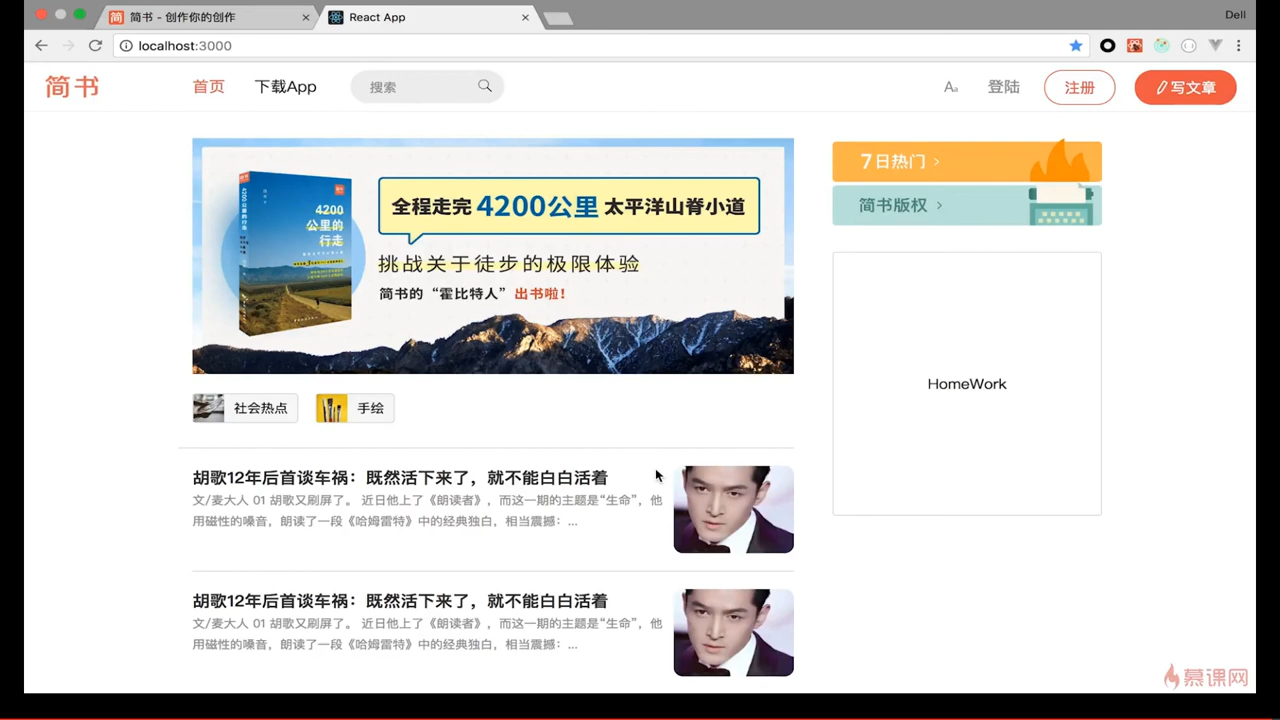 简书 - 创作你的创作
React App
Dell
localhost:3000
简书
首页
下载App
搜索
Aa
登陆
注册
写文章
4200
公里的
行走
全程走完 4200公里 太平洋山脊小道
挑战关于徒步的极限体验
简书的“霍比特人”出书啦！
7日热门
简书版权
HomeWork
社会热点
手绘
胡歌12年后首谈车祸：既然活下来了，就不能白白活着
文/麦大人 01 胡歌又刷屏了。 近日他上了《朗读者》，而这一期的主题是“生命”，他
用磁性的嗓音，朗读了一段《哈姆雷特》中的经典独白，相当震撼：...
胡歌12年后首谈车祸：既然活下来了，就不能白白活着
文/麦大人 01 胡歌又刷屏了。 近日他上了《朗读者》，而这一期的主题是“生命”，他
用磁性的嗓音，朗读了一段《哈姆雷特》中的经典独白，相当震撼：...
慕课网